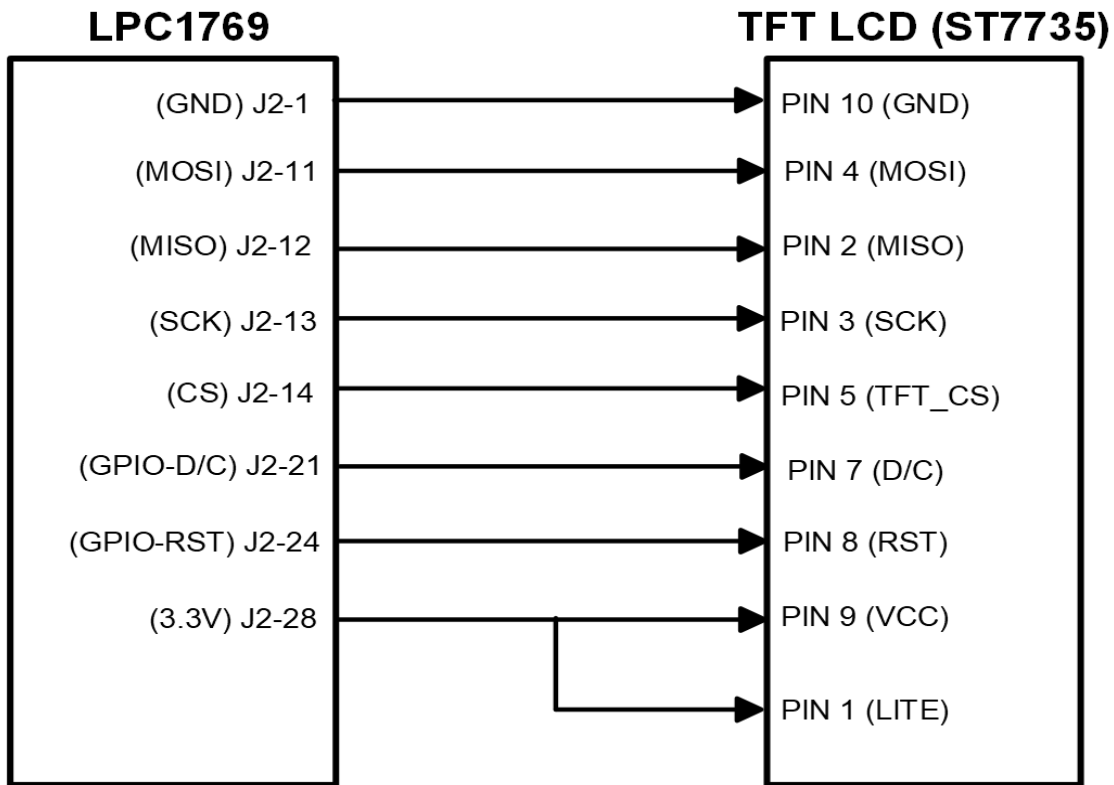 LPC1769
TFT LCD (ST7735)
(GND) J2-1
PIN 10 (GND)
(MOSI) J2-11
PIN 4 (MOSI)
(MISO) J2-12
PIN 2 (MISO)
(SCK) J2-13
PIN 3 (SCK)
(CS) J2-14
PIN 5 (TFT_CS)
(GPIO-D/C) J2-21
PIN 7 (D/C)
(GPIO-RST) J2-24
PIN 8 (RST)
(3.3V) J2-28
PIN 9 (VCC)
PIN 1 (LITE)